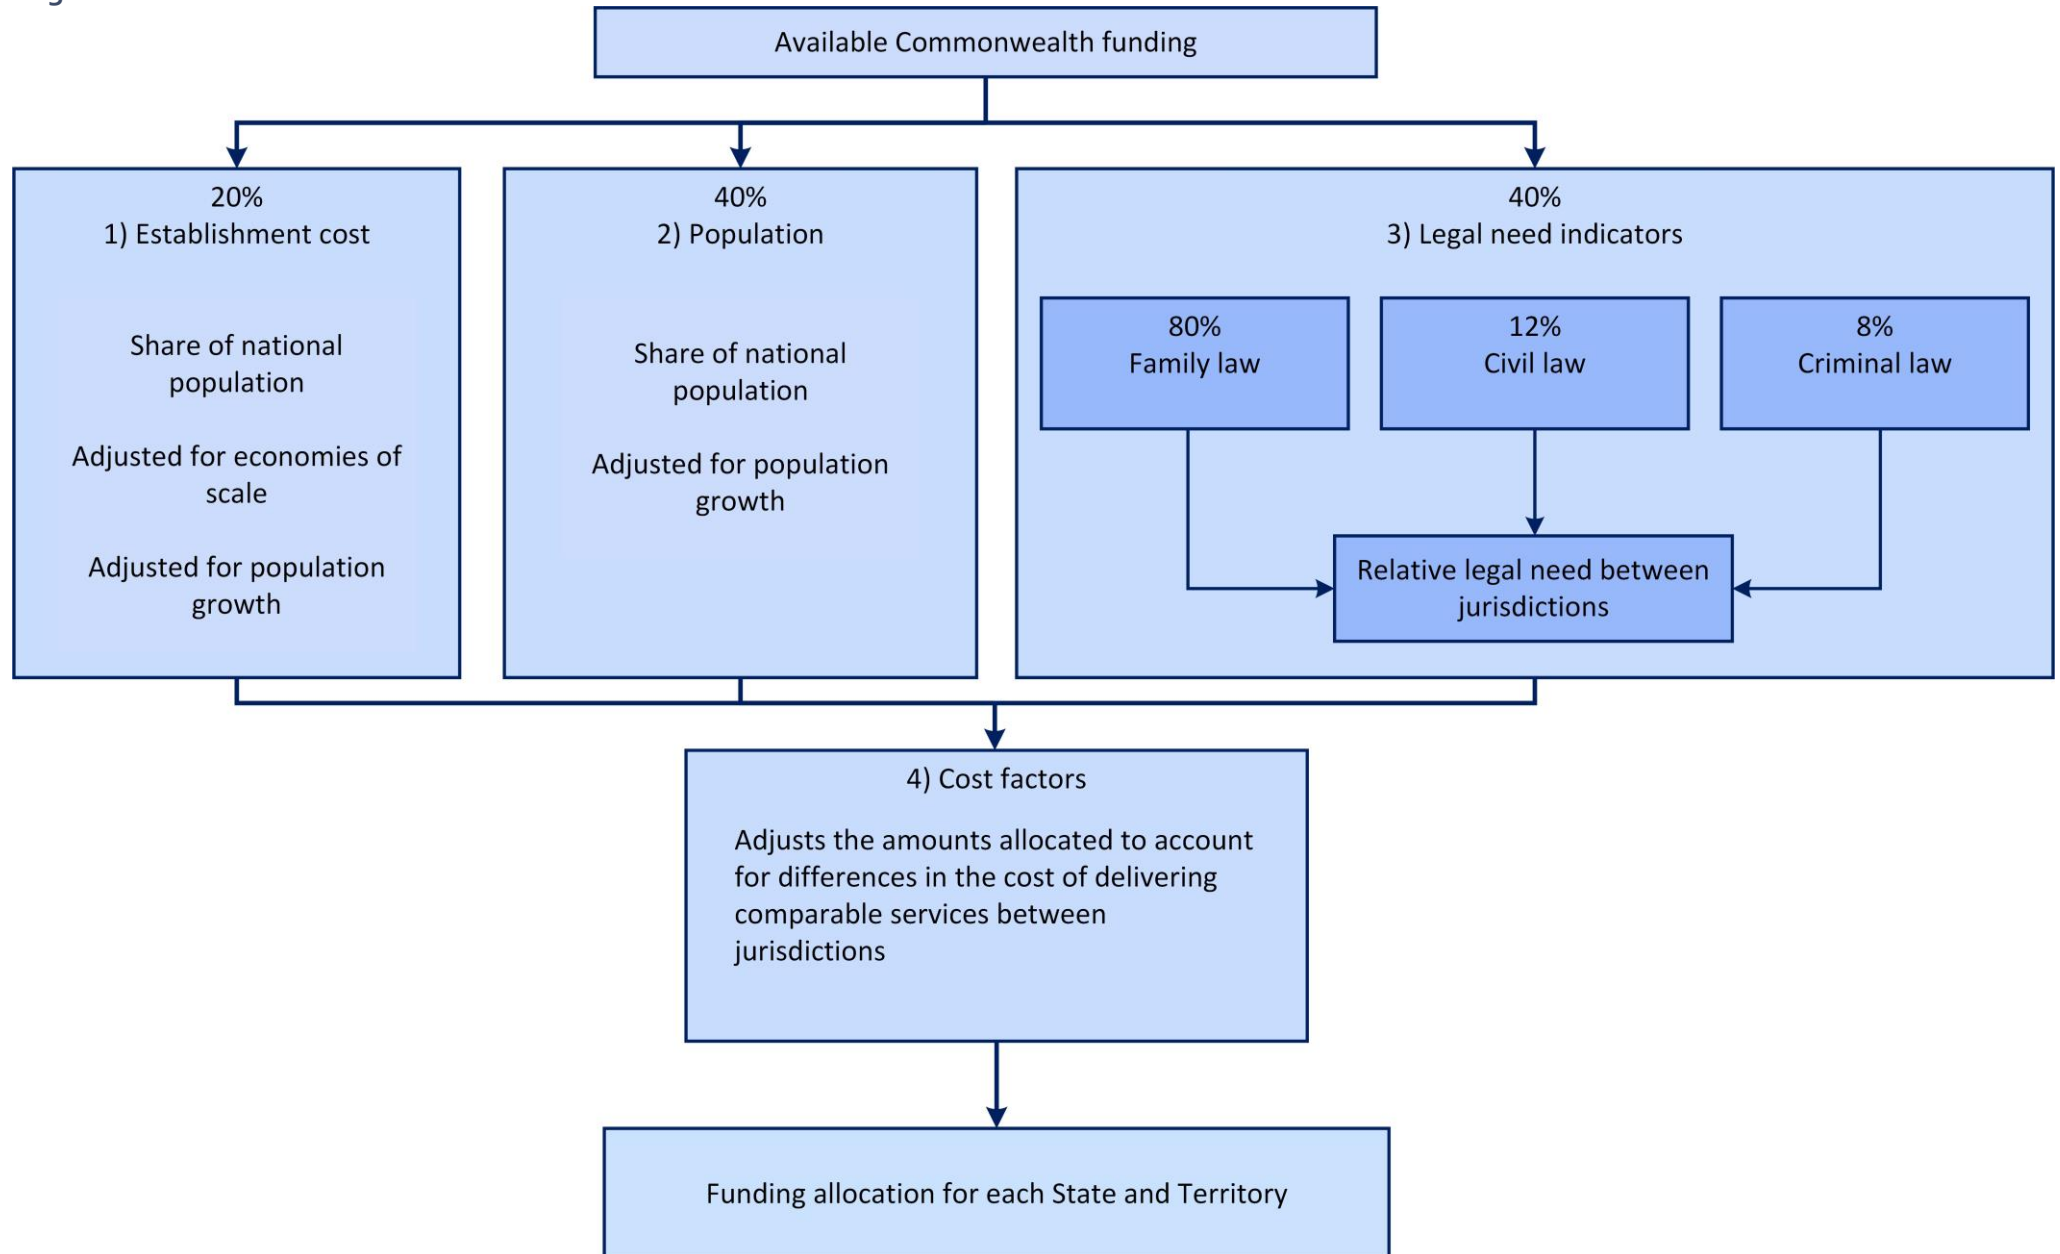 Available Commonwealth funding
20%
1) Establishment cost
Share of national
population
Adjusted for economies of
scale
Adjusted for population
growth
40%
2) Population
Share of national
population
Adjusted for population
growth
40%
3) Legal need indicators
80%
Family law
12%
Civil law
8%
Criminal law
Relative legal need between
jurisdictions
4) Cost factors
Adjusts the amounts allocated to account
for differences in the cost of delivering
comparable services between
jurisdictions
Funding allocation for each State and Territory